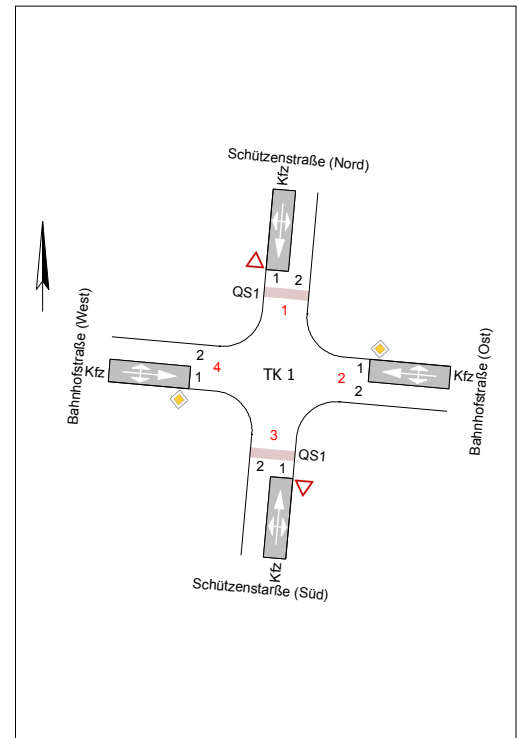 Schützenstraße (Nord)
Kfz
1 2
QS1
1
Bahnhofstraße (West)
2
Kfz
1
4
TK 1
2
1
2
Kfz
Bahnhofstraße (Ost)
3
QS1
2 1
Kfz
Schützenstarße (Süd)